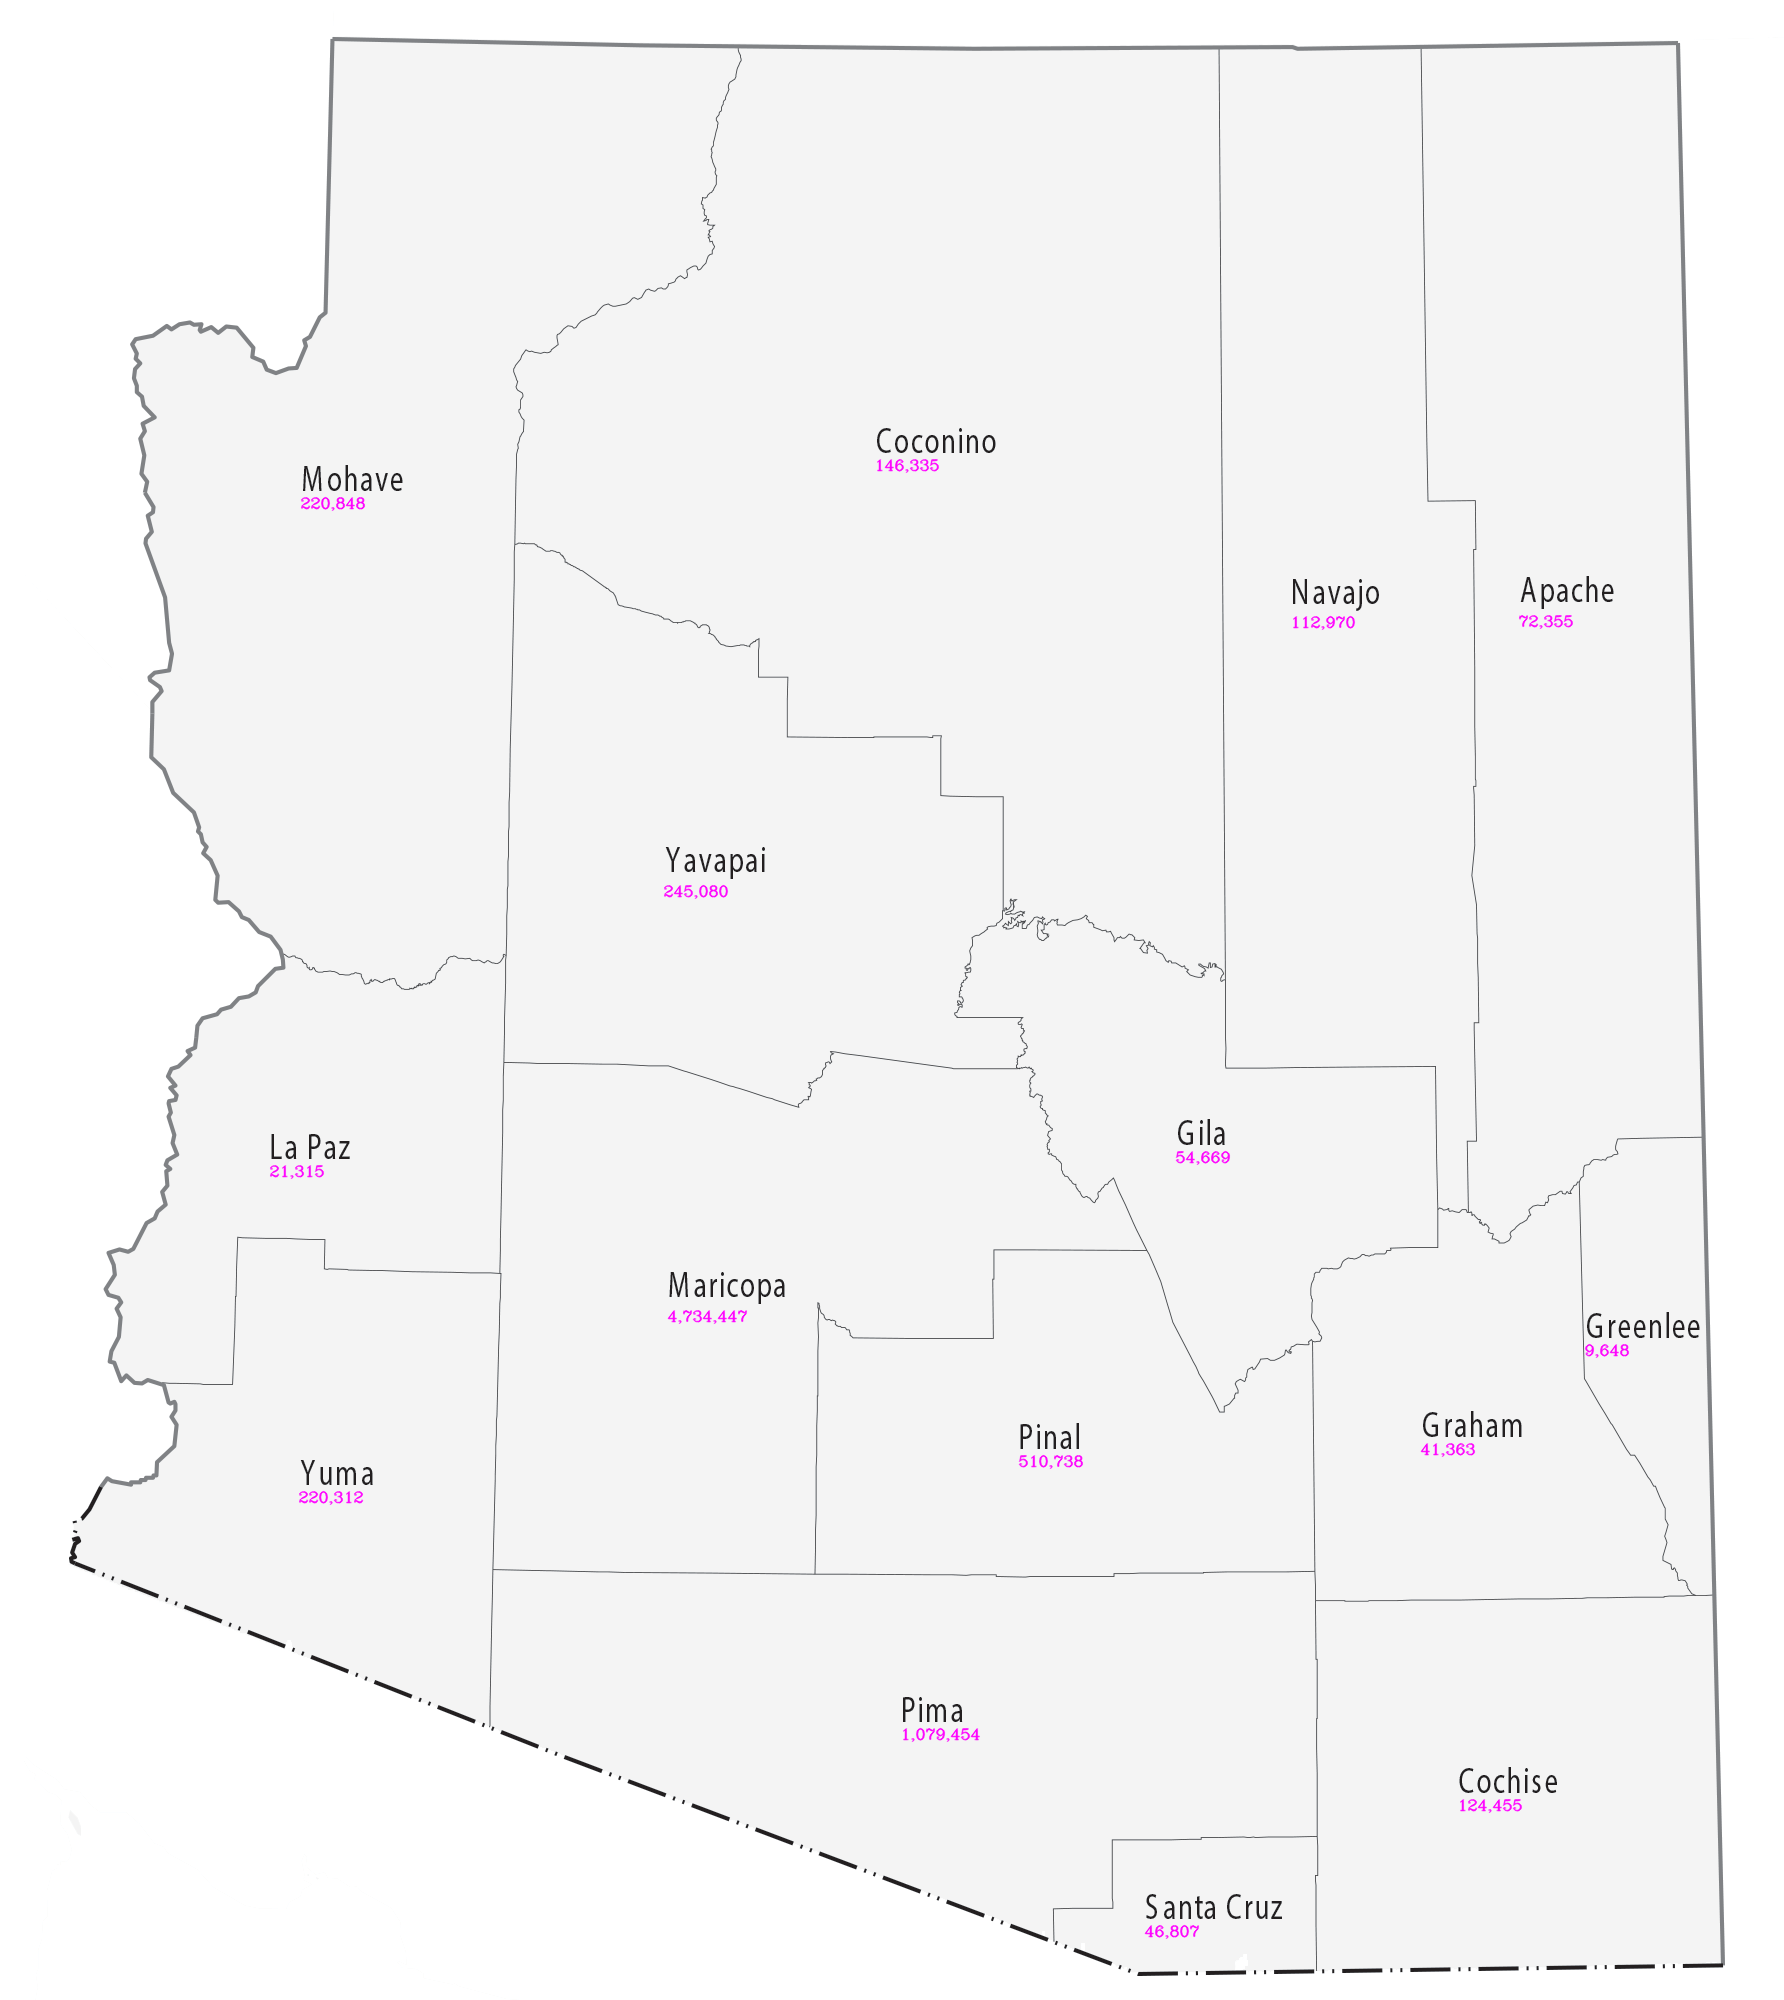 Coconino
146,335
Mohave
220,848
Navajo
112,970
Apache
72,355
Yavapai
245,080
La Paz
21,315
Gila
54,669
Maricopa
4,734,447
Greenlee
9,648
Graham
41,363
Pinal
510,738
Yuma
220,312
Pima
1,079,454
Cochise
124,455
Santa Cruz
46,807